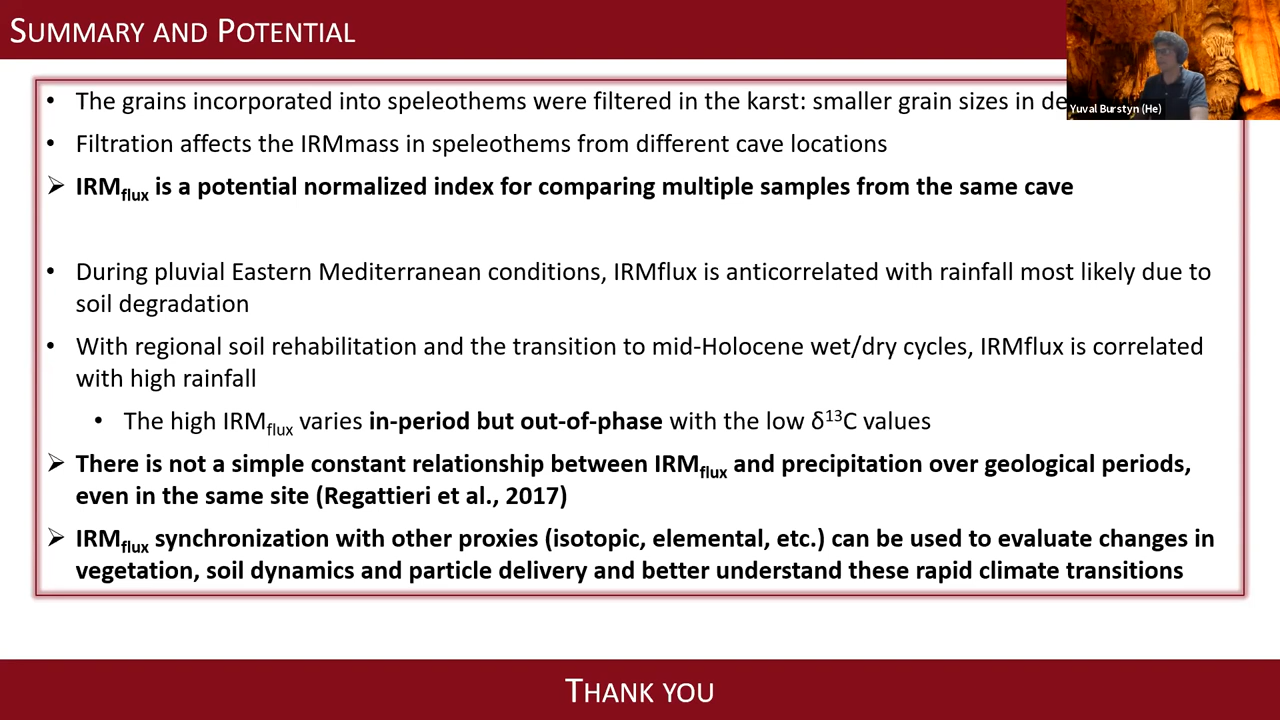 SUMMARY AND POTENTIAL
• The grains incorporated into speleothems were filtered in the karst: smaller grain sizes in de
Yuval Burstyn (He)
• Filtration affects the IRMmass in speleothems from different cave locations
➢ IRMflux is a potential normalized index for comparing multiple samples from the same cave
• During pluvial Eastern Mediterranean conditions, IRMflux is anticorrelated with rainfall most likely due to
soil degradation
• With regional soil rehabilitation and the transition to mid-Holocene wet/dry cycles, IRMflux is correlated
with high rainfall
• The high IRMflux varies in-period but out-of-phase with the low δ¹³C values
➢ There is not a simple constant relationship between IRMflux and precipitation over geological periods,
even in the same site (Regattieri et al., 2017)
➢ IRMflux synchronization with other proxies (isotopic, elemental, etc.) can be used to evaluate changes in
vegetation, soil dynamics and particle delivery and better understand these rapid climate transitions
THANK YOU